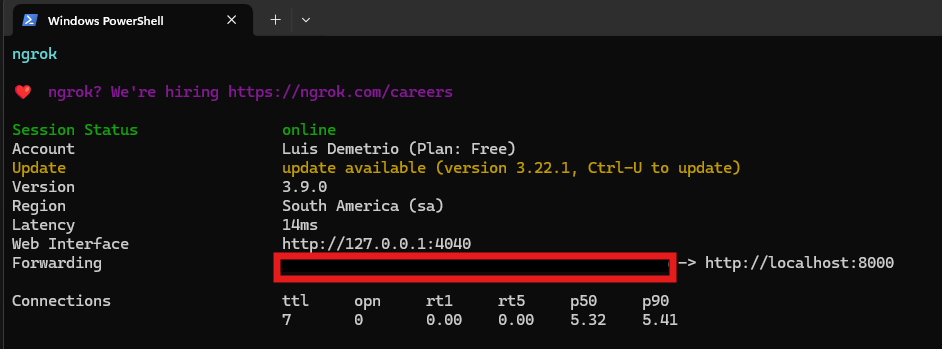 Windows PowerShell
ngrok
❤️ ngrok? We're hiring https://ngrok.com/careers
Session Status online
Account Luis Demetrio (Plan: Free)
Update update available (version 3.22.1, Ctrl-U to update)
Version 3.9.0
Region South America (sa)
Latency 14ms
Web Interface http://127.0.0.1:4040
Forwarding -> http://localhost:8000
Connections ttl opn rt1 rt5 p50 p90
7 0 0.00 0.00 5.32 5.41